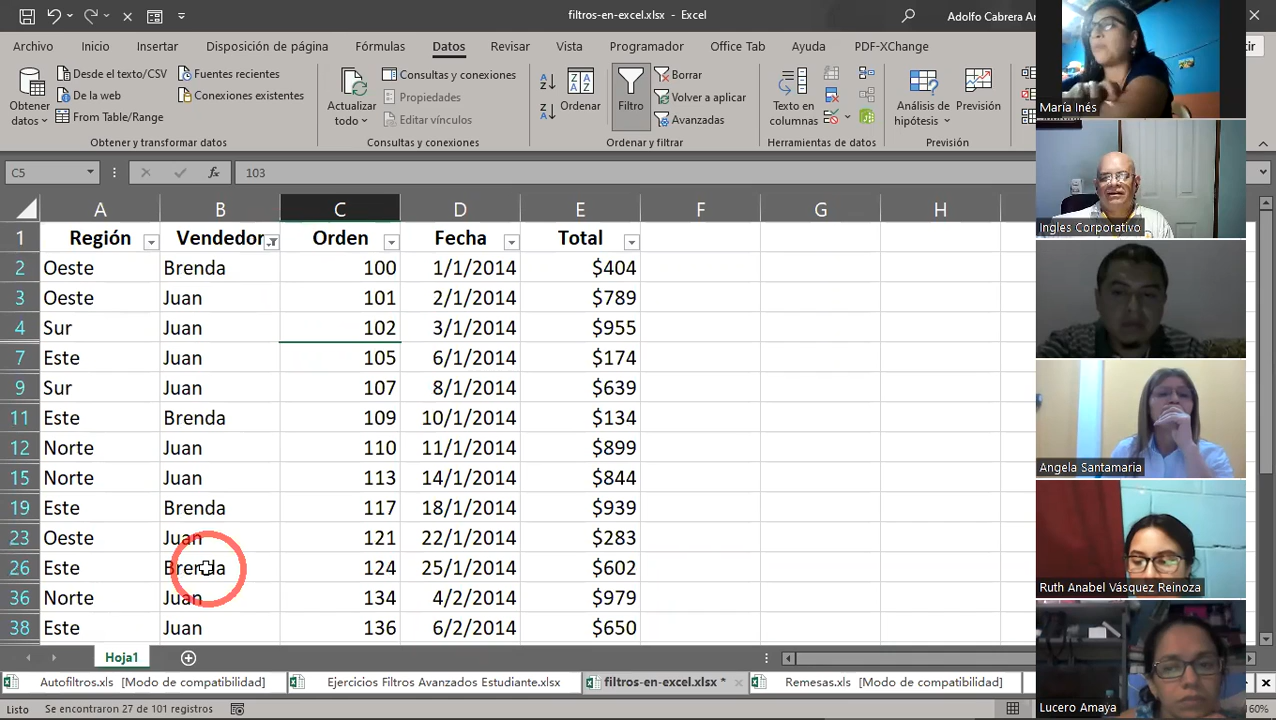 filtros-en-excel.xlsx - Excel
Adolfo Cabrera Ar
Archivo Inicio Insertar Disposición de página Fórmulas Datos Revisar Vista Programador Office Tab Ayuda PDF-XChange
Obtener datos
Desde el texto/CSV
De la web
From Table/Range
Fuentes recientes
Conexiones existentes
Obtener y transformar datos
Actualizar todo
Consultas y conexiones
Propiedades
Editar vínculos
Consultas y conexiones
Ordenar
Filtro
Borrar
Volver a aplicar
Avanzadas
Ordenar y filtrar
Texto en columnas
Herramientas de datos
Análisis de hipótesis
Previsión
Previsión
C5 fx 103
A B C D E F G H
1 Región Vendedor Orden Fecha Total
2 Oeste Brenda 100 1/1/2014 $404
3 Oeste Juan 101 2/1/2014 $789
4 Sur Juan 102 3/1/2014 $955
7 Este Juan 105 6/1/2014 $174
9 Sur Juan 107 8/1/2014 $639
11 Este Brenda 109 10/1/2014 $134
12 Norte Juan 110 11/1/2014 $899
15 Norte Juan 113 14/1/2014 $844
19 Este Brenda 117 18/1/2014 $939
23 Oeste Juan 121 22/1/2014 $283
26 Este Brenda 124 25/1/2014 $602
36 Norte Juan 134 4/2/2014 $979
38 Este Juan 136 6/2/2014 $650
Hoja1
Autofiltros.xls [Modo de compatibilidad] Ejercicios Filtros Avanzados Estudiante.xlsx filtros-en-excel.xlsx * Remesas.xls [Modo de compatibilidad]
Listo Se encontraron 27 de 101 registros 160%
María Inés
Ingles Corporativo
Angela Santamaria
Ruth Anabel Vásquez Reinoza
Lucero Amaya